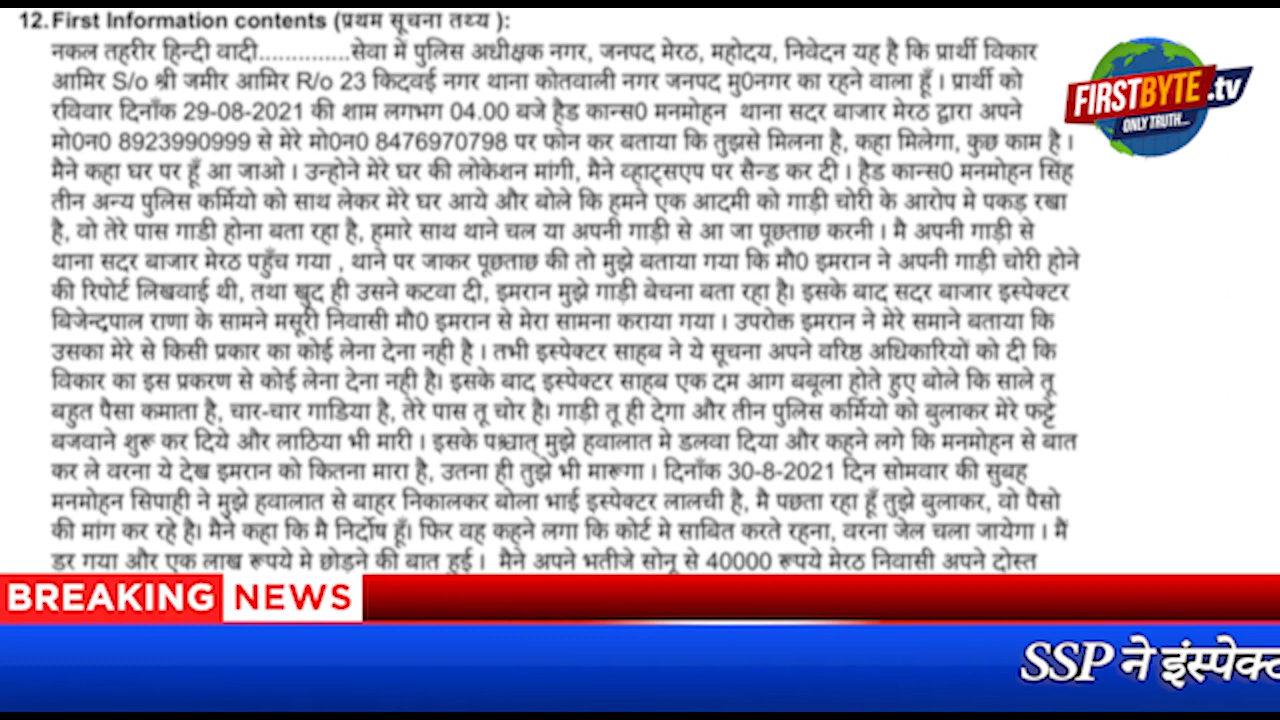 12. First Information contents (प्रथम सूचना तथ्य ):
नकल तहरीर हिन्दी वादी...............सेवा में पुलिस अधीक्षक नगर, जनपद मेरठ, महोदय, निवेदन यह है कि प्रार्थी विकार
आमिर S/o श्री जमीर आमिर R/o 23 किदवई नगर थाना कोतवाली नगर जनपद मु0नगर का रहने वाला हूँ । प्रार्थी को
रविवार दिनाँक 29-08-2021 की शाम लगभग 04.00 बजे हैड कान्स0 मनमोहन थाना सदर बाजार मेरठ द्वारा अपने
मो0न0 8923990999 से मेरे मो0न0 8476970798 पर फोन कर बताया कि तुझसे मिलना है, कहा मिलेगा, कुछ काम है ।
मैने कहा घर पर हूँ आ जाओ । उन्होने मेरे घर की लोकेशन मांगी, मैने व्हाट्सएप पर सैन्ड कर दी । हैड कान्स0 मनमोहन सिंह
तीन अन्य पुलिस कर्मियो को साथ लेकर मेरे घर आये और बोले कि हमने एक आदमी को गाड़ी चोरी के आरोप मे पकड़ रखा
है, वो तेरे पास गाडी होना बता रहा है, हमारे साथ थाने चल या अपनी गाड़ी से आ जा पूछताछ करनी । मै अपनी गाड़ी से
थाना सदर बाजार मेरठ पहुँच गया , थाने पर जाकर पूछताछ की तो मुझे बताया गया कि मौ0 इमरान ने अपनी गाड़ी चोरी होने
की रिपोर्ट लिखवाई थी, तथा खुद ही उसने कटवा दी, इमरान मुझे गाड़ी बेचना बता रहा है। इसके बाद सदर बाजार इस्पेक्टर
बिजेन्द्रपाल राणा के सामने मसूरी निवासी मौ0 इमरान से मेरा सामना कराया गया । उपरोक्त इमरान ने मेरे समाने बताया कि
उसका मेरे से किसी प्रकार का कोई लेना देना नही है । तभी इस्पेक्टर साहब ने ये सूचना अपने वरिष्ठ अधिकारियों को दी कि
विकार का इस प्रकरण से कोई लेना देना नही है। इसके बाद इस्पेक्टर साहब एक दम आग बबूला होते हुए बोले कि साले तू
बहुत पैसा कमाता है, चार-चार गाडिया है, तेरे पास तू चोर है। गाड़ी तू ही देगा और तीन पुलिस कर्मियो को बुलाकर मेरे फट्टे
बजवाने शुरू कर दिये और लाठिया भी मारी । इसके पश्चात् मुझे हवालात मे डलवा दिया और कहने लगे कि मनमोहन से बात
कर ले वरना ये देख इमरान को कितना मारा है, उतना ही तुझे भी मारूगा । दिनाँक 30-8-2021 दिन सोमवार की सुबह
मनमोहन सिपाही ने मुझे हवालात से बाहर निकालकर बोला भाई इस्पेक्टर लालची है, मै पछता रहा हूँ तुझे बुलाकर, वो पैसो
की मांग कर रहे है। मैने कहा कि मै निर्दोष हूँ। फिर वह कहने लगा कि कोर्ट मे साबित करते रहना, वरना जेल चला जायेगा । मैं
डर गया और एक लाख रूपये मे छोड़ने की बात हुई । मैने अपने भतीजे सोनू से 40000 रूपये मेरठ निवासी अपने दोस्त
FIRSTBYTE.tv
ONLY TRUTH...
BREAKING NEWS
SSP ने इंस्पेक्ट